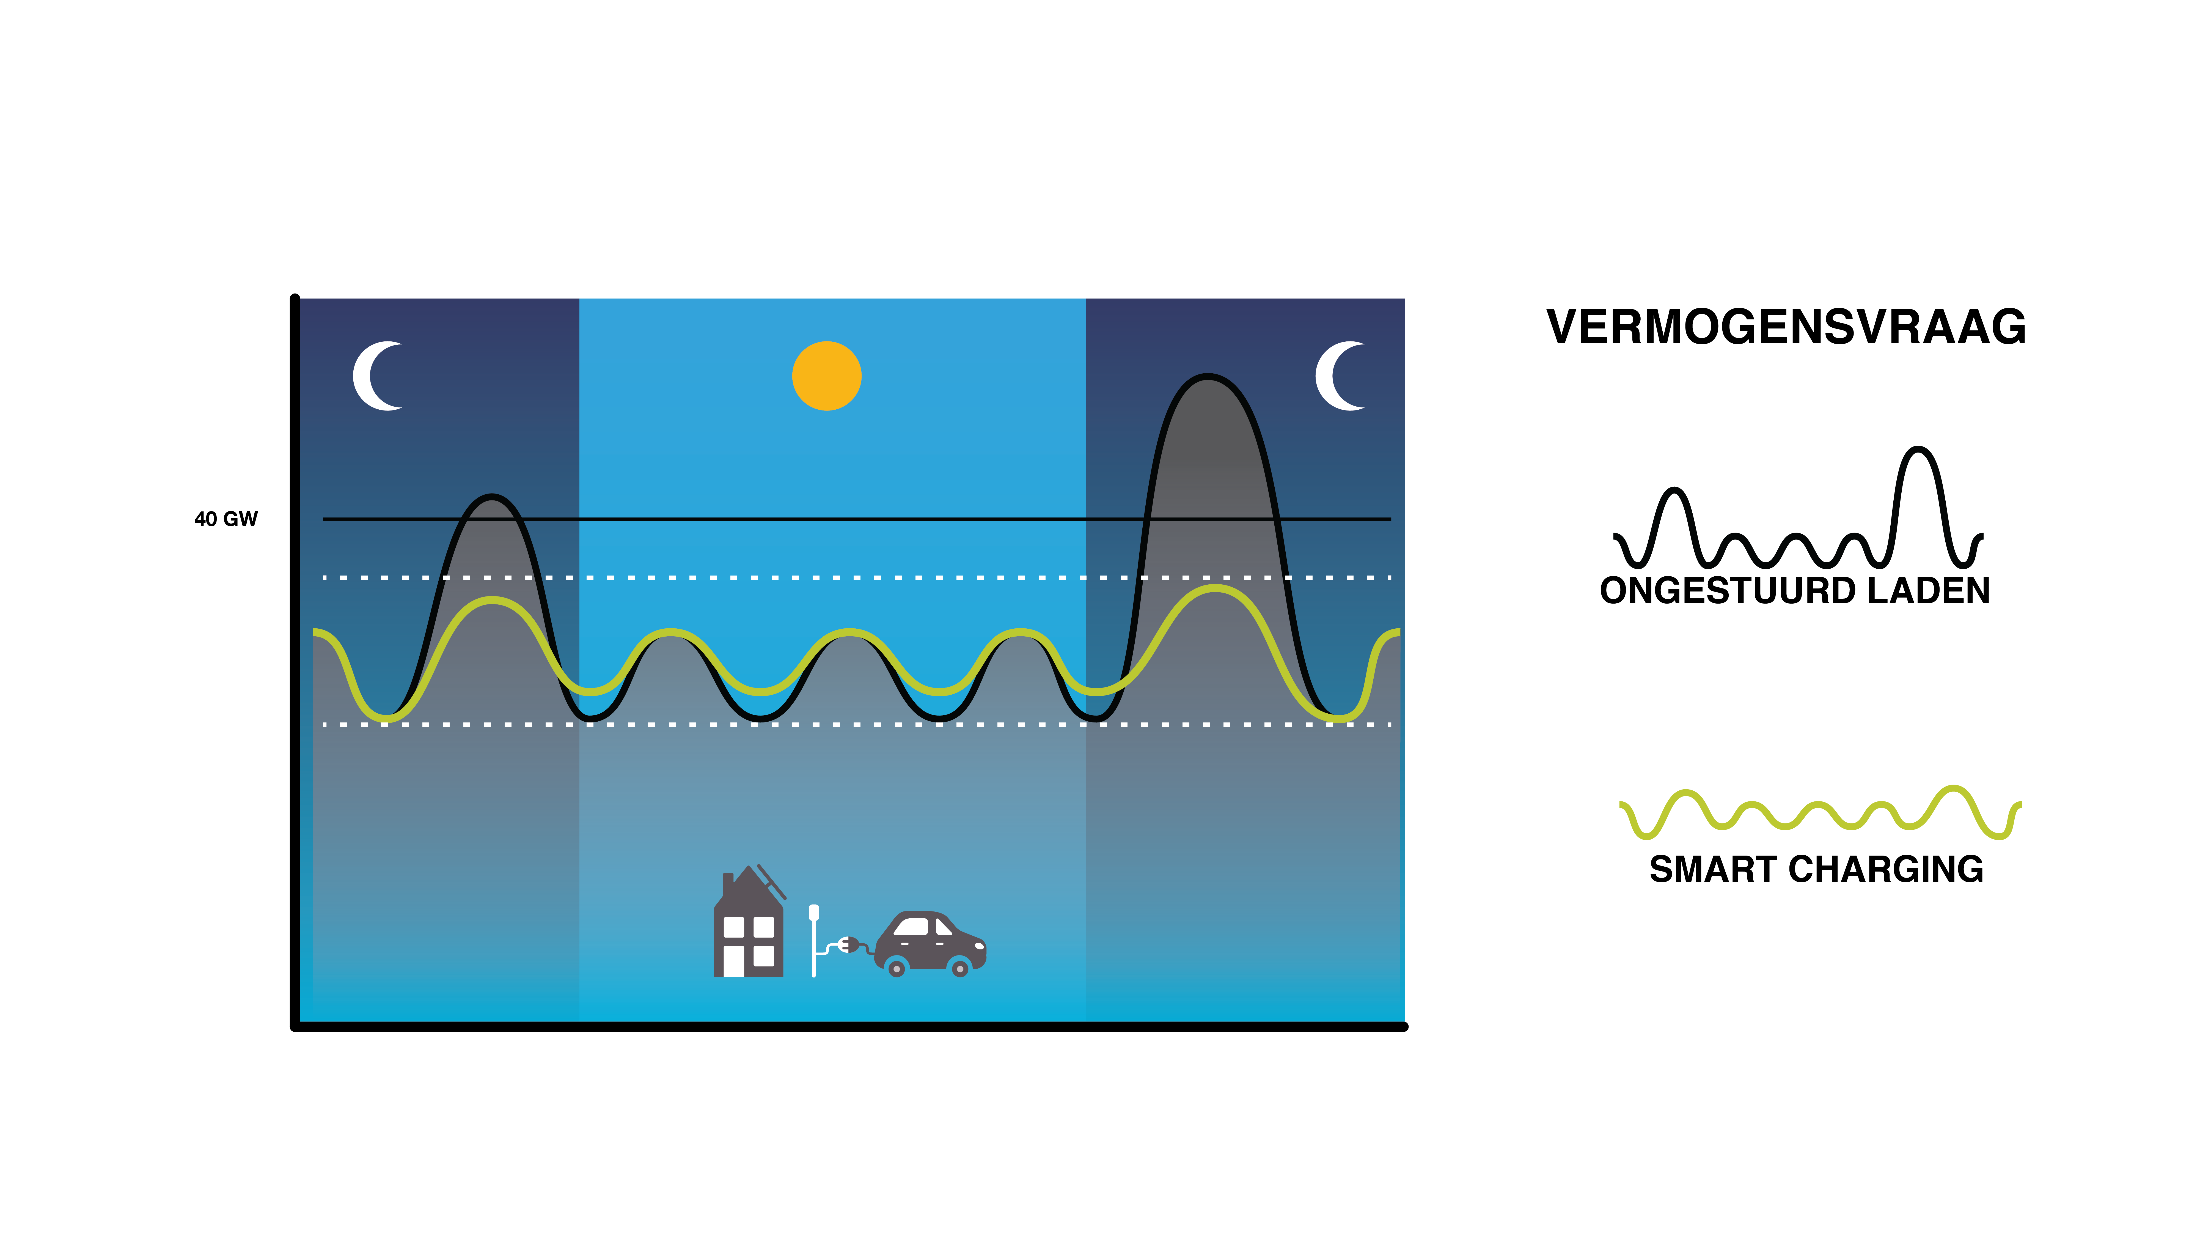 VERMOGENSVRAAG
40 GW
ONGESTUURD LADEN
SMART CHARGING